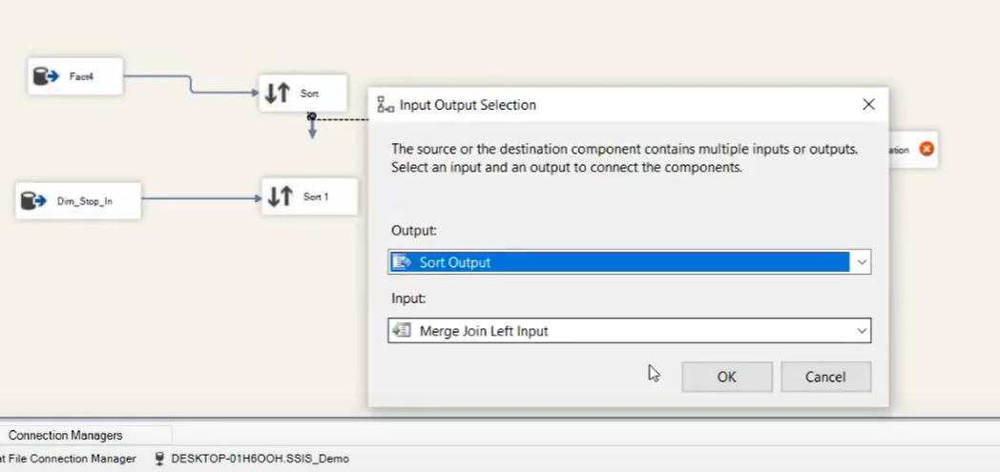 Fact4
Sort
Input Output Selection
The source or the destination component contains multiple inputs or outputs.
Select an input and an output to connect the components.
Dim_Stop_In
Sort 1
Output:
Sort Output
Input:
Merge Join Left Input
OK
Cancel
Connection Managers
File Connection Manager
DESKTOP-01H6OOH.SSIS_Demo